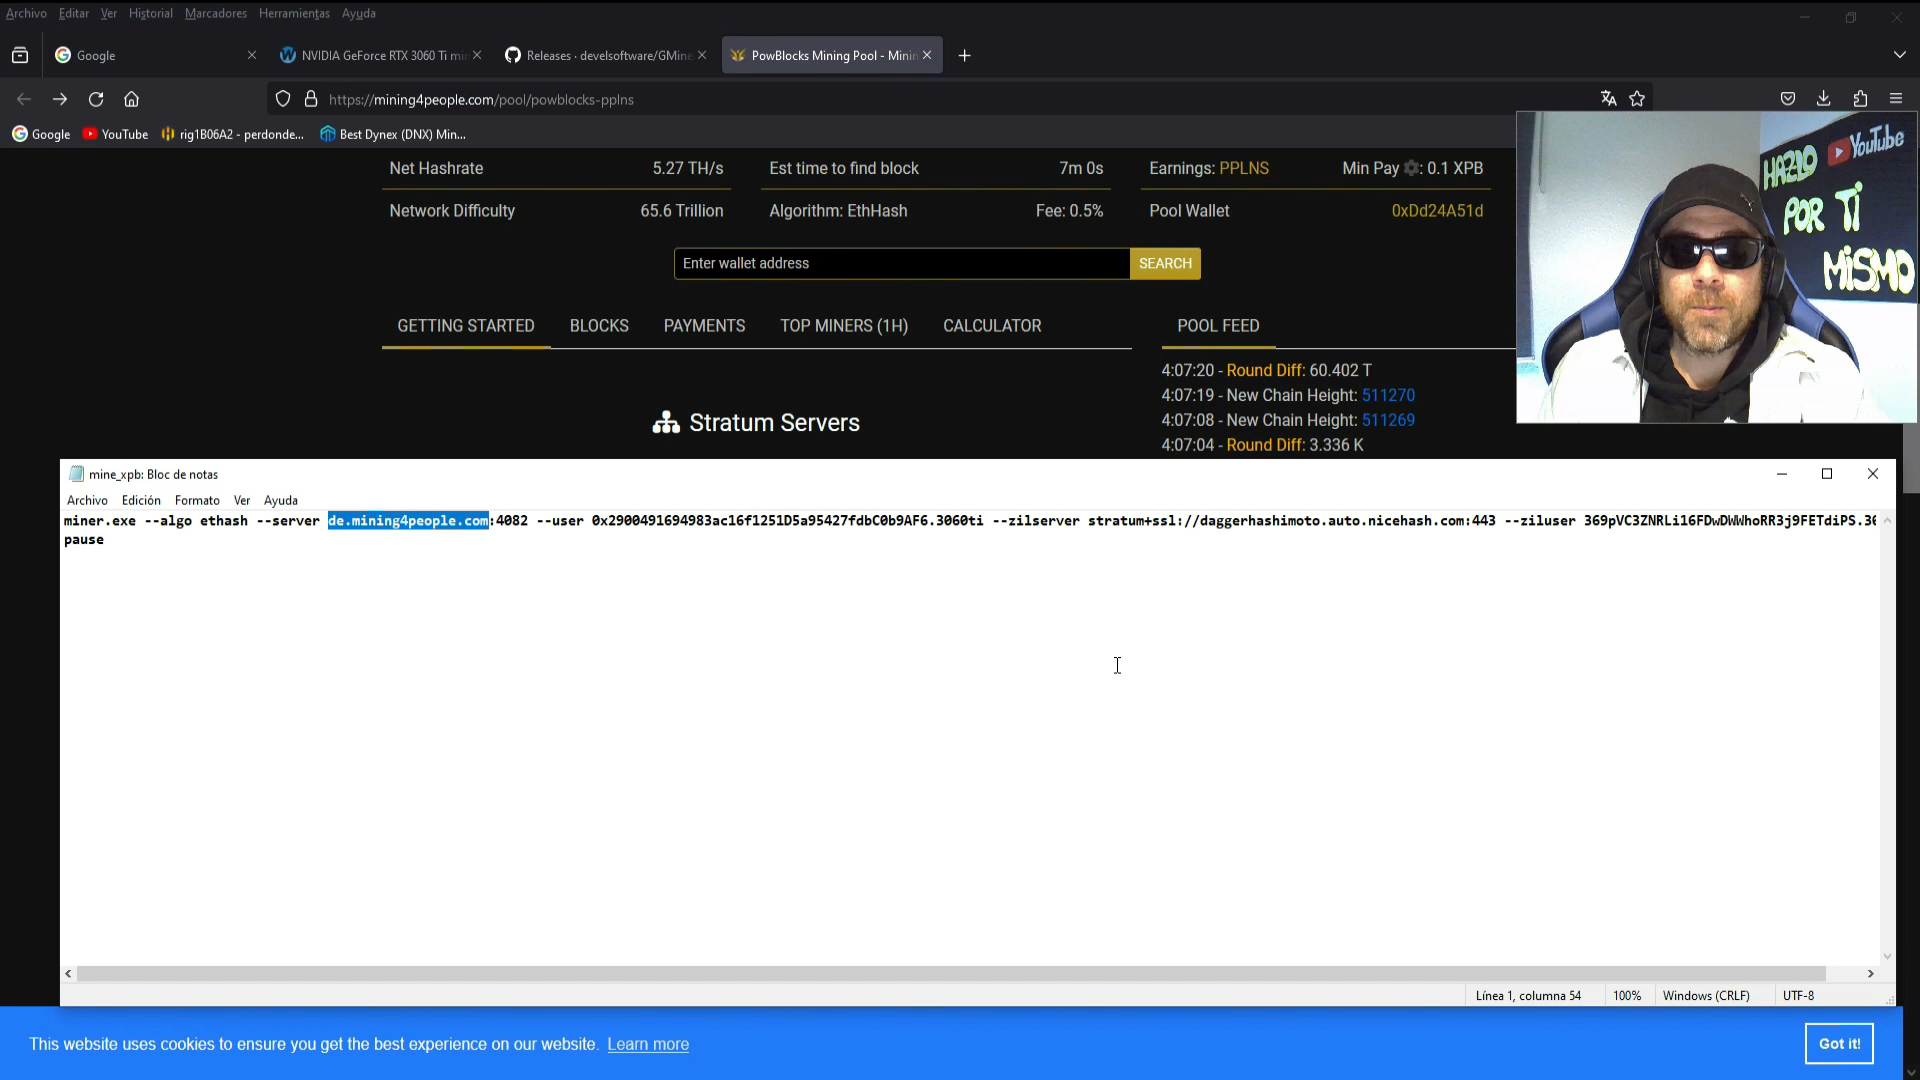 Archivo Editar Ver Historial Marcadores Herramientas Ayuda
Google
NVIDIA GeForce RTX 3060 Ti mi
Releases · develsoftware/GMine
PowBlocks Mining Pool - Minin
https://mining4people.com/pool/powblocks-pplns
Google YouTube rig1B06A2 - perdonde... Best Dynex (DNX) Min...
Net Hashrate 5.27 TH/s
Est time to find block 7m 0s
Earnings: PPLNS Min Pay : 0.1 XPB
Network Difficulty 65.6 Trillion
Algorithm: EthHash Fee: 0.5%
Pool Wallet 0xDd24A51d
Enter wallet address SEARCH
GETTING STARTED BLOCKS PAYMENTS TOP MINERS (1H) CALCULATOR
POOL FEED
4:07:20 - Round Diff: 60.402 T
4:07:19 - New Chain Height: 511270
4:07:08 - New Chain Height: 511269
4:07:04 - Round Diff: 3.336 K
Stratum Servers
YouTube
HAZLO
POR TI
MISMO
mine_xpb: Bloc de notas
Archivo Edición Formato Ver Ayuda
miner.exe --algo ethash --server de.mining4people.com:4082 --user 0x2900491694983ac16f1251D5a95427fdbC0b9AF6.3060ti --zilserver stratum+ssl://daggerhashimoto.auto.nicehash.com:443 --ziluser 369pVC3ZNRLi16FDwDWWhoRR3j9FETdiPS.30
pause
Línea 1, columna 54 100% Windows (CRLF) UTF-8
This website uses cookies to ensure you get the best experience on our website. Learn more
Got it!